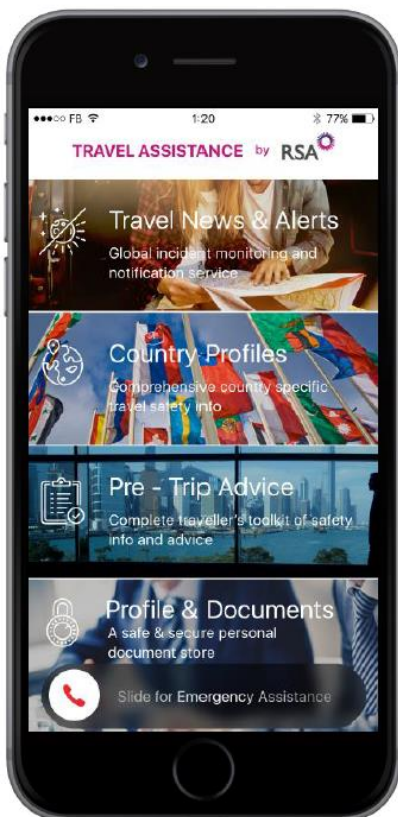 ●●●○○ FB 1:20 77%
TRAVEL ASSISTANCE by RSA
Travel News & Alerts
Global incident monitoring and
notification service
Country Profiles
Comprehensive country specific
travel safety info
Pre - Trip Advice
Complete traveller's toolkit of safety
info and advice
Profile & Documents
A safe & secure personal
document store
Slide for Emergency Assistance